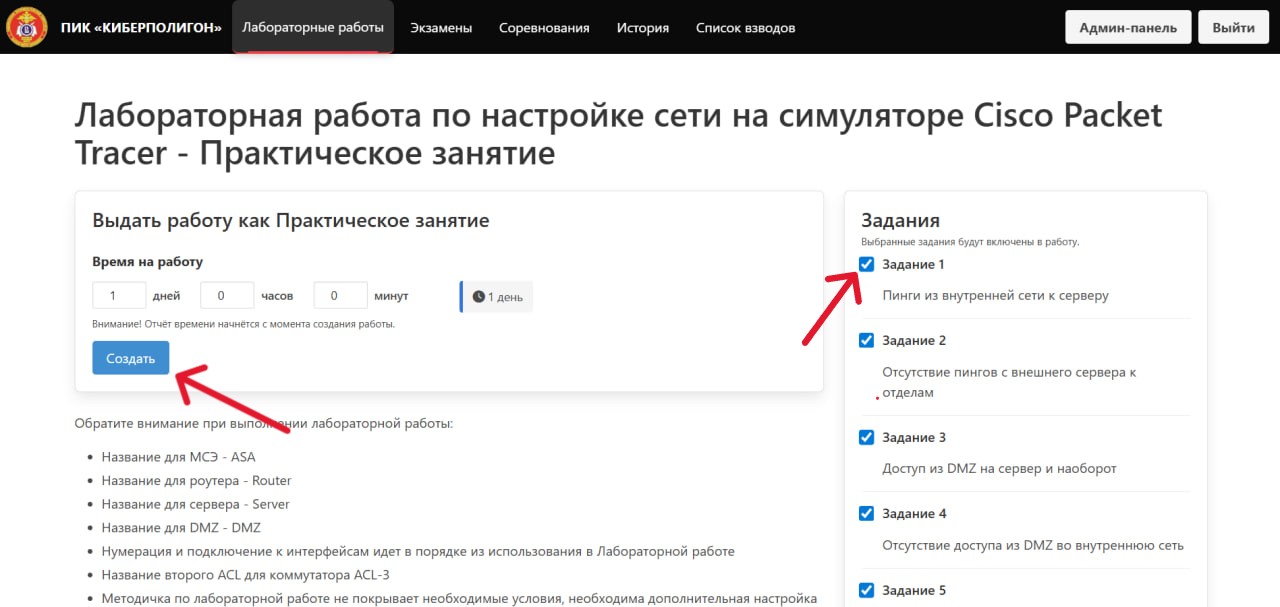 ПИК «КИБЕРПОЛИГОН»
Лабораторные работы
Экзамены
Соревнования
История
Список взводов
Админ-панель
Выйти
Лабораторная работа по настройке сети на симуляторе Cisco Packet
Tracer - Практическое занятие
Выдать работу как Практическое занятие
Время на работу
1 дней 0 часов 0 минут 1 день
Внимание! Отчёт времени начнётся с момента создания работы.
Создать
Обратите внимание при выполнении лабораторной работы:
Название для МСЭ - ASA
Название для роутера - Router
Название для сервера - Server
Название для DMZ - DMZ
Нумерация и подключение к интерфейсам идет в порядке из использования в Лабораторной работе
Название второго ACL для коммутатора ACL-3
Методичка по лабораторной работе не покрывает необходимые условия, необходима дополнительная настройка
Задания
Выбранные задания будут включены в работу.
Задание 1
Пинги из внутренней сети к серверу
Задание 2
Отсутствие пингов с внешнего сервера к
отделам
Задание 3
Доступ из DMZ на сервер и наоборот
Задание 4
Отсутствие доступа из DMZ во внутреннюю сеть
Задание 5